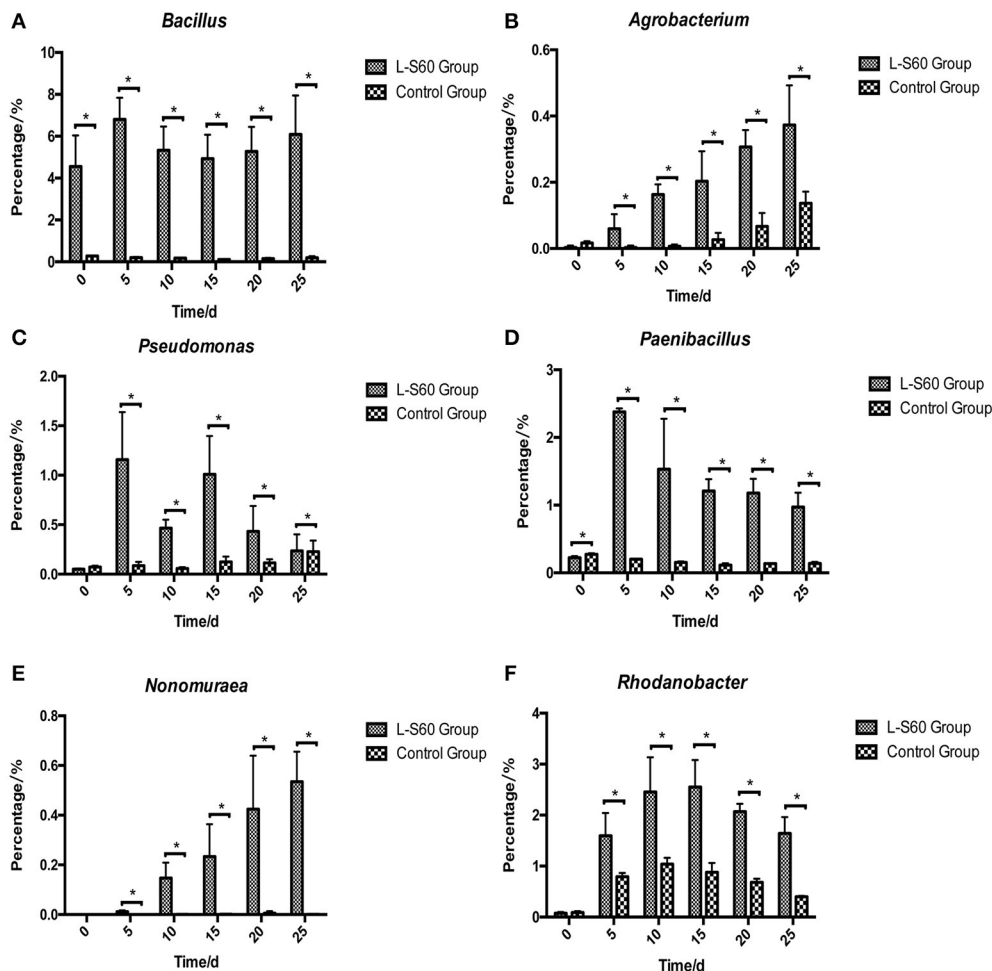 A
Bacillus
Percentage/%
10
8
6
4
2
0
* * * * * *
0 5 10 15 20 25
Time/d
L-S60 Group
Control Group
B
Agrobacterium
Percentage/%
0.6
0.4
0.2
0.0
* * * * *
0 5 10 15 20 25
Time/d
L-S60 Group
Control Group
C
Pseudomonas
Percentage/%
2.0
1.5
1.0
0.5
0.0
* * * * *
0 5 10 15 20 25
Time/d
L-S60 Group
Control Group
D
Paenibacillus
Percentage/%
3
2
1
0
* * * * * *
0 5 10 15 20 25
Time/d
L-S60 Group
Control Group
E
Nonomuraea
Percentage/%
0.8
0.6
0.4
0.2
0.0
* * * * *
0 5 10 15 20 25
Time/d
L-S60 Group
Control Group
F
Rhodanobacter
Percentage/%
4
3
2
1
0
* * * * *
0 5 10 15 20 25
Time/d
L-S60 Group
Control Group